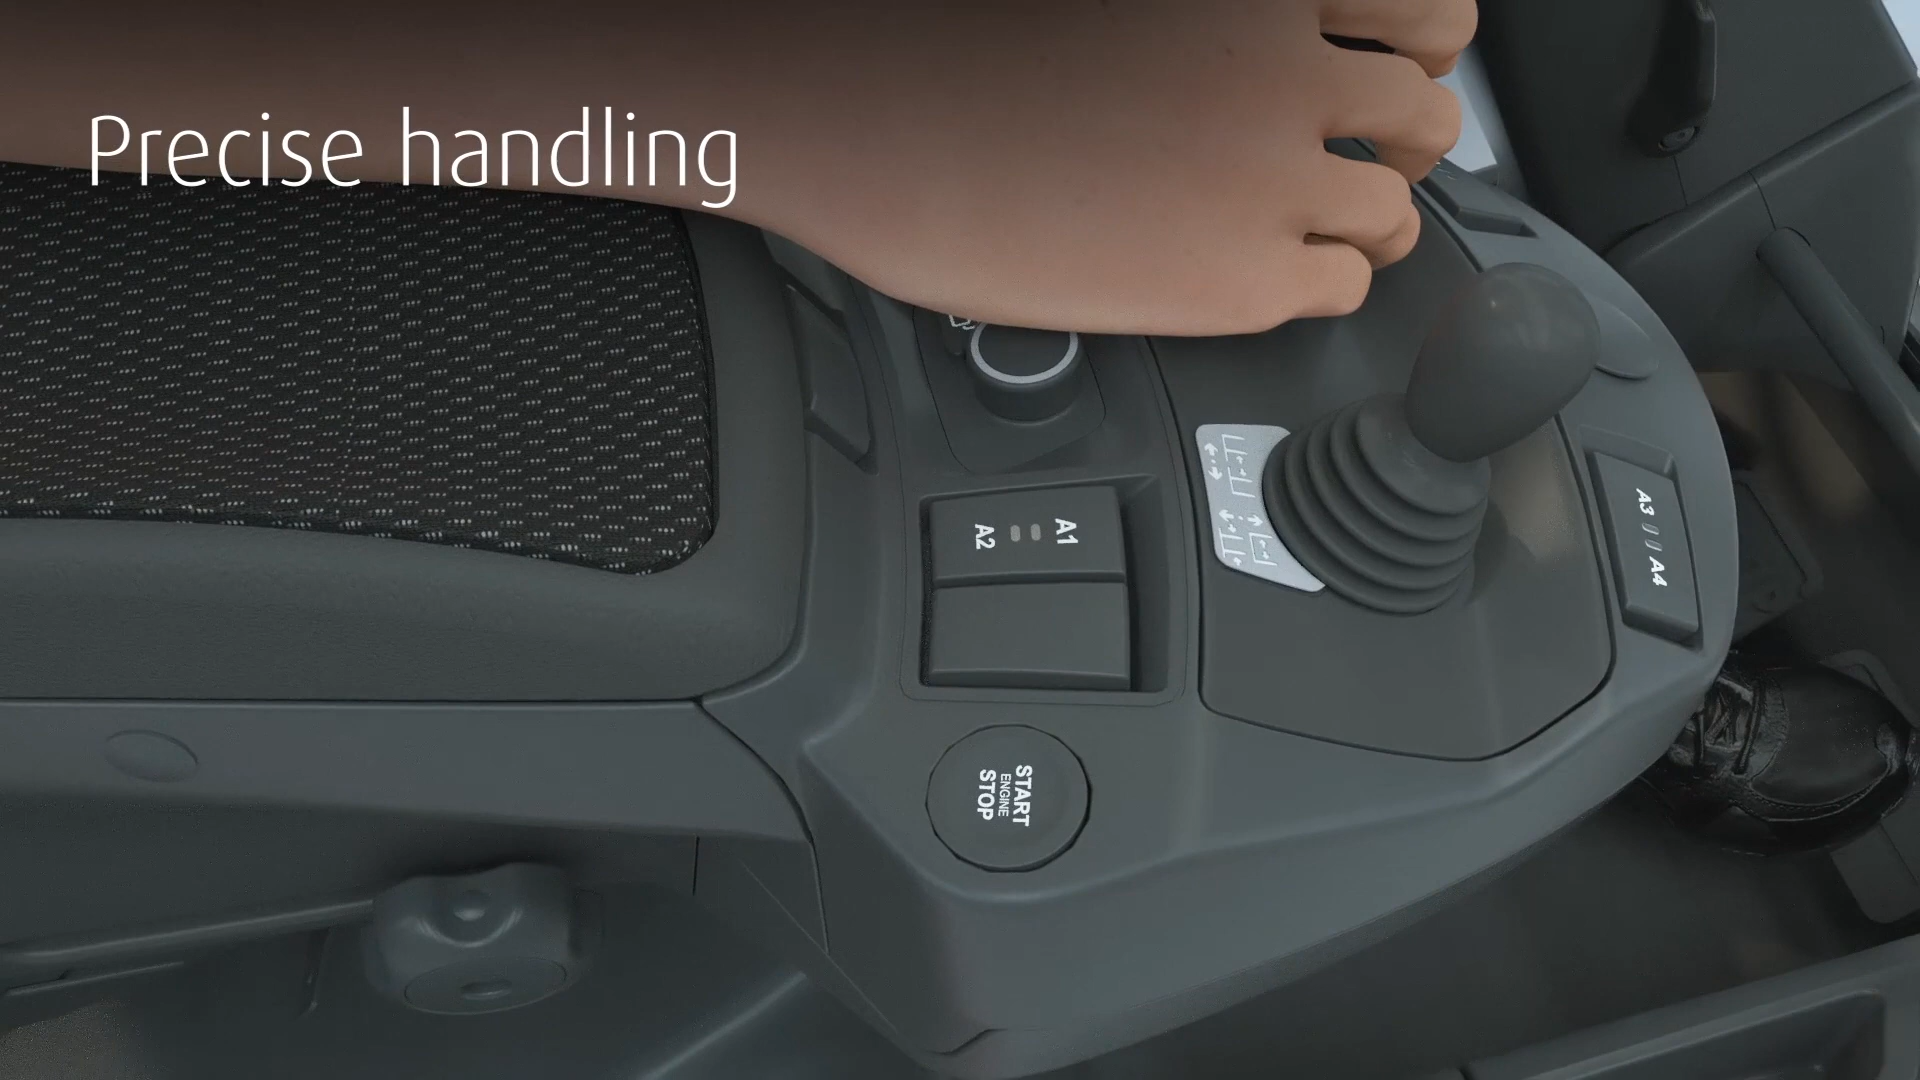 Precise handling
A1
A2
A3
A4
START
ENGINE
STOP